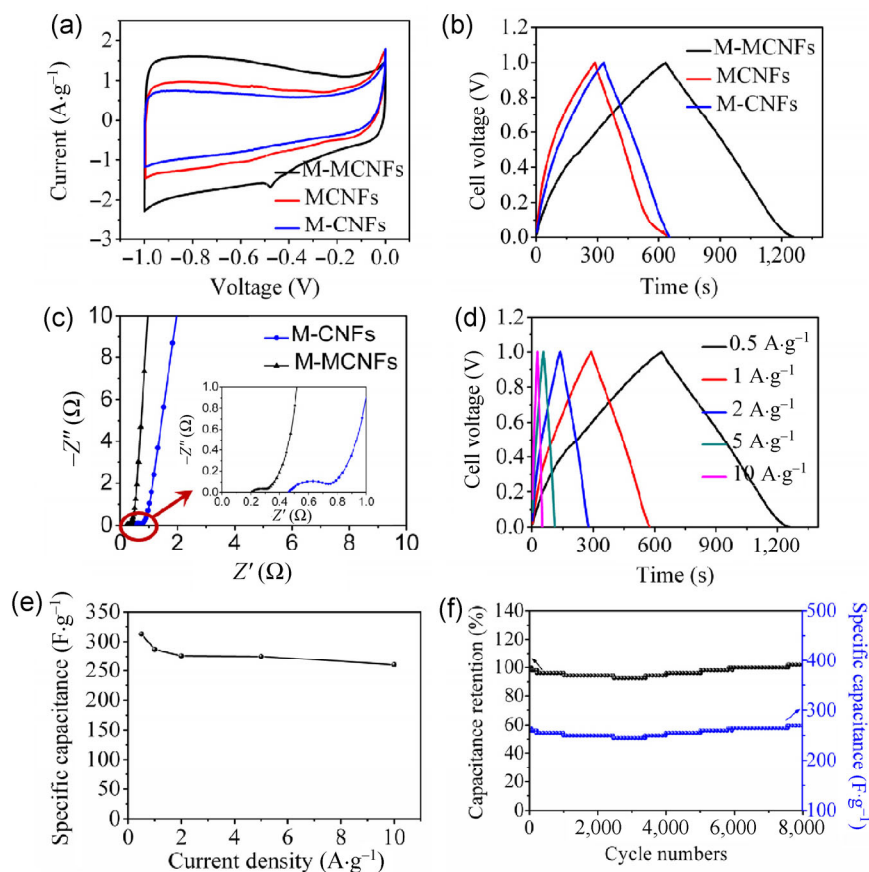 (a)
Current (A·g⁻¹)
3
2
1
0
−1
−2
−3
M-MCNFs
MCNFs
M-CNFs
−1.0 −0.8 −0.6 −0.4 −0.2 0.0
Voltage (V)
(b)
Cell voltage (V)
1.2
1.0
0.8
0.6
0.4
0.2
0.0
M-MCNFs
MCNFs
M-CNFs
0 300 600 900 1,200
Time (s)
(c)
−Z″ (Ω)
10
8
6
4
2
0
M-CNFs
M-MCNFs
−Z″ (Ω)
1.0
0.8
0.6
0.4
0.2
0.0
0.0 0.2 0.4 0.6 0.8 1.0
Z′ (Ω)
0 2 4 6 8 10
Z′ (Ω)
(d)
Cell voltage (V)
1.2
1.0
0.8
0.6
0.4
0.2
0.0
0.5 A·g⁻¹
1 A·g⁻¹
2 A·g⁻¹
5 A·g⁻¹
10 A·g⁻¹
0 300 600 900 1,200
Time (s)
(e)
Specific capacitance (F·g⁻¹)
350
300
250
200
150
100
50
0
0 2 4 6 8 10
Current density (A·g⁻¹)
(f)
Capacitance retention (%)
140
120
100
80
60
40
20
0
500
400
300
200
100
Specific capacitance (F·g⁻¹)
0 2,000 4,000 6,000 8,000
Cycle numbers